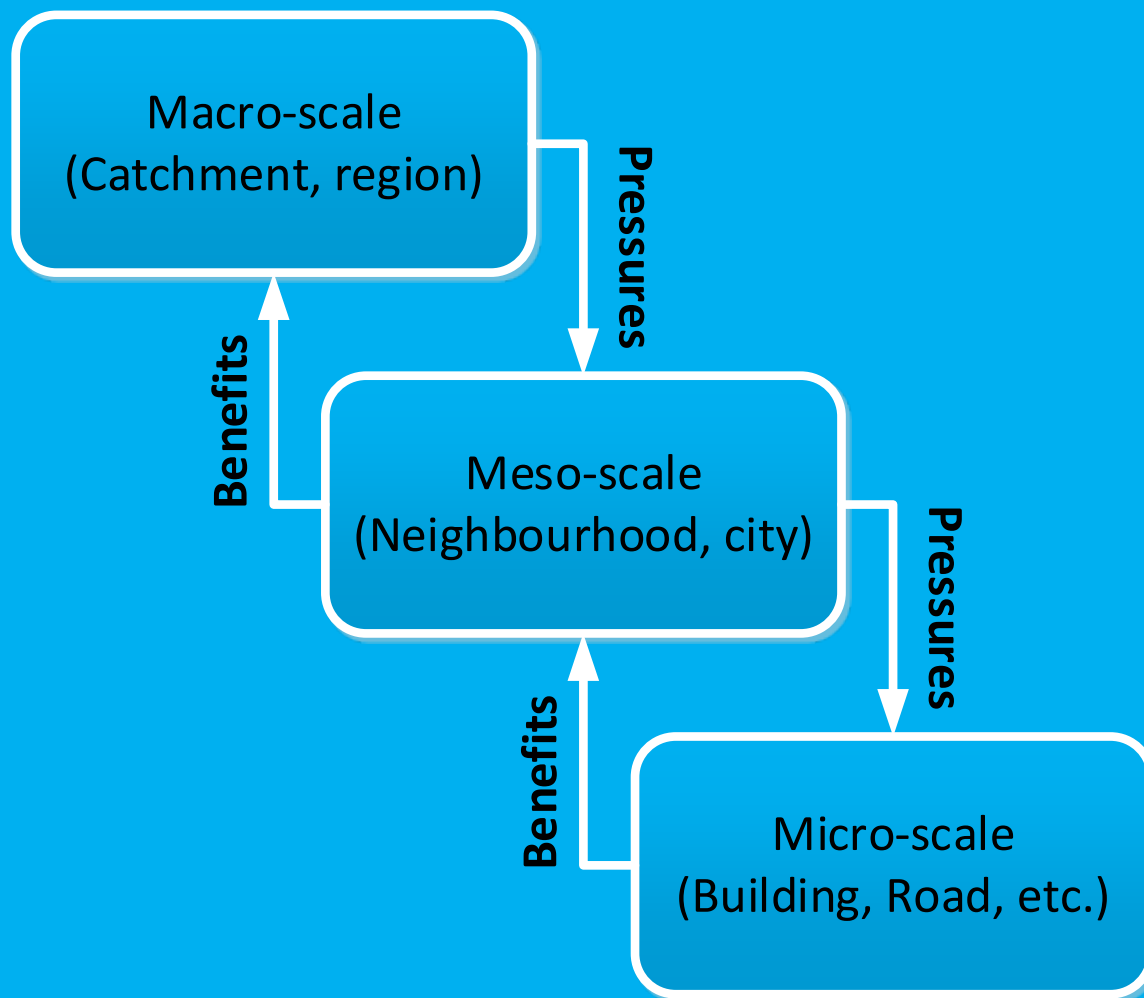 Macro-scale
(Catchment, region)
Pressures
Benefits
Meso-scale
(Neighbourhood, city)
Pressures
Benefits
Micro-scale
(Building, Road, etc.)